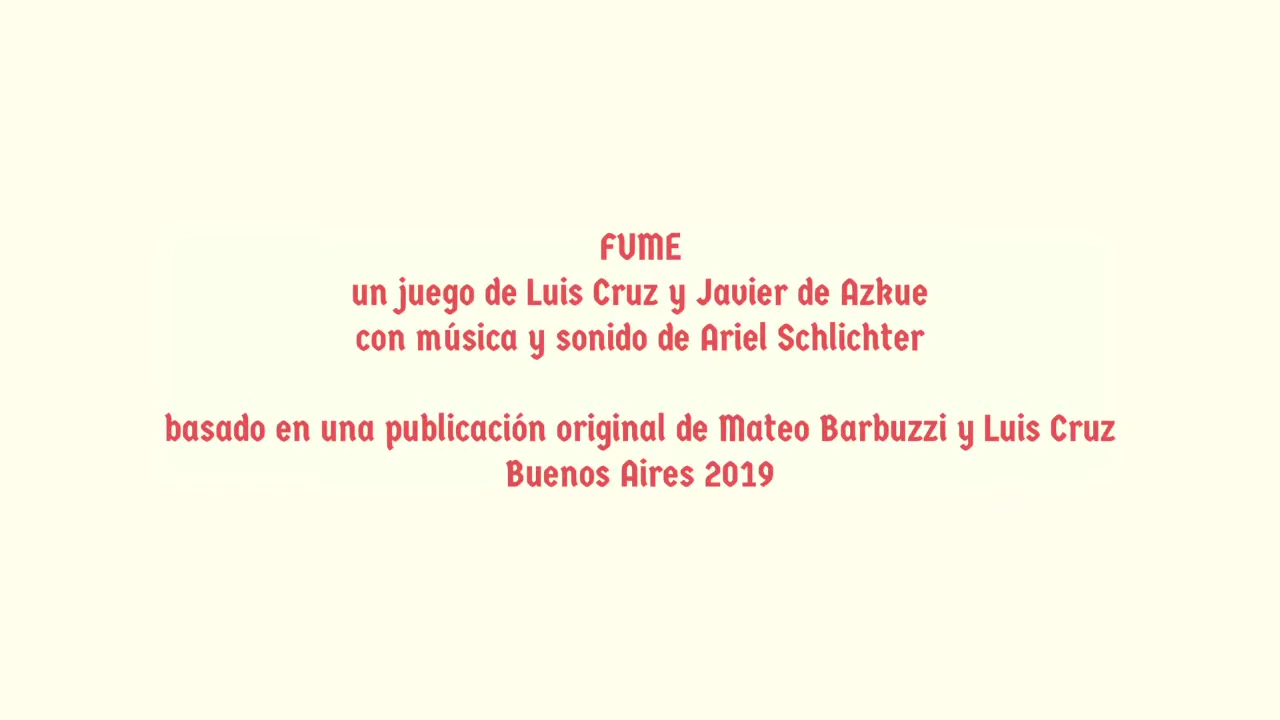 FUME
un juego de Luis Cruz y Javier de Azkue
con música y sonido de Ariel Schlichter
basado en una publicación original de Mateo Barbuzzi y Luis Cruz
Buenos Aires 2019